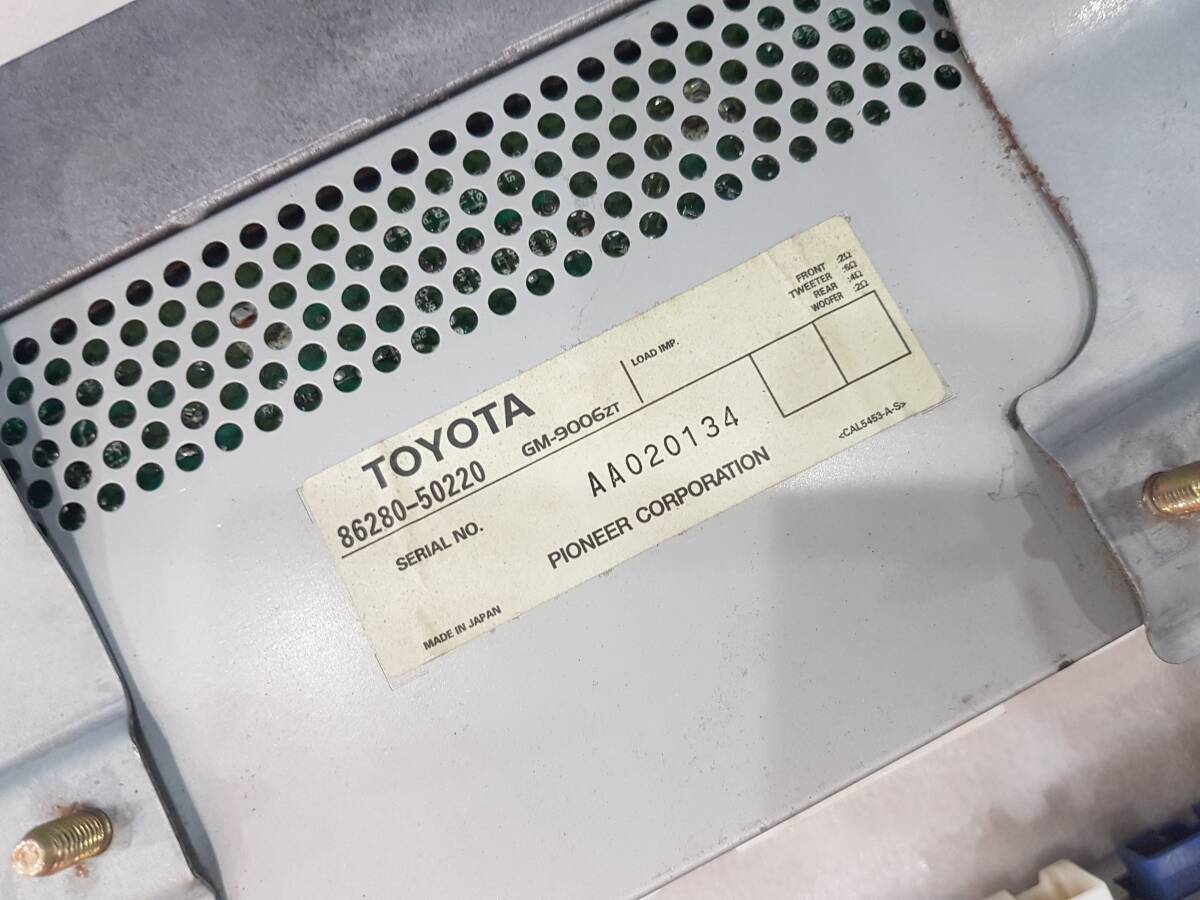 TOYOTA
86280-50220
GM-9006ZT
LOAD IMP.
FRONT :2Ω
TWEETER :6Ω
REAR :4Ω
WOOFER :2Ω
SERIAL NO.
AA020134
PIONEER CORPORATION
<CAL5453-A-S>
MADE IN JAPAN